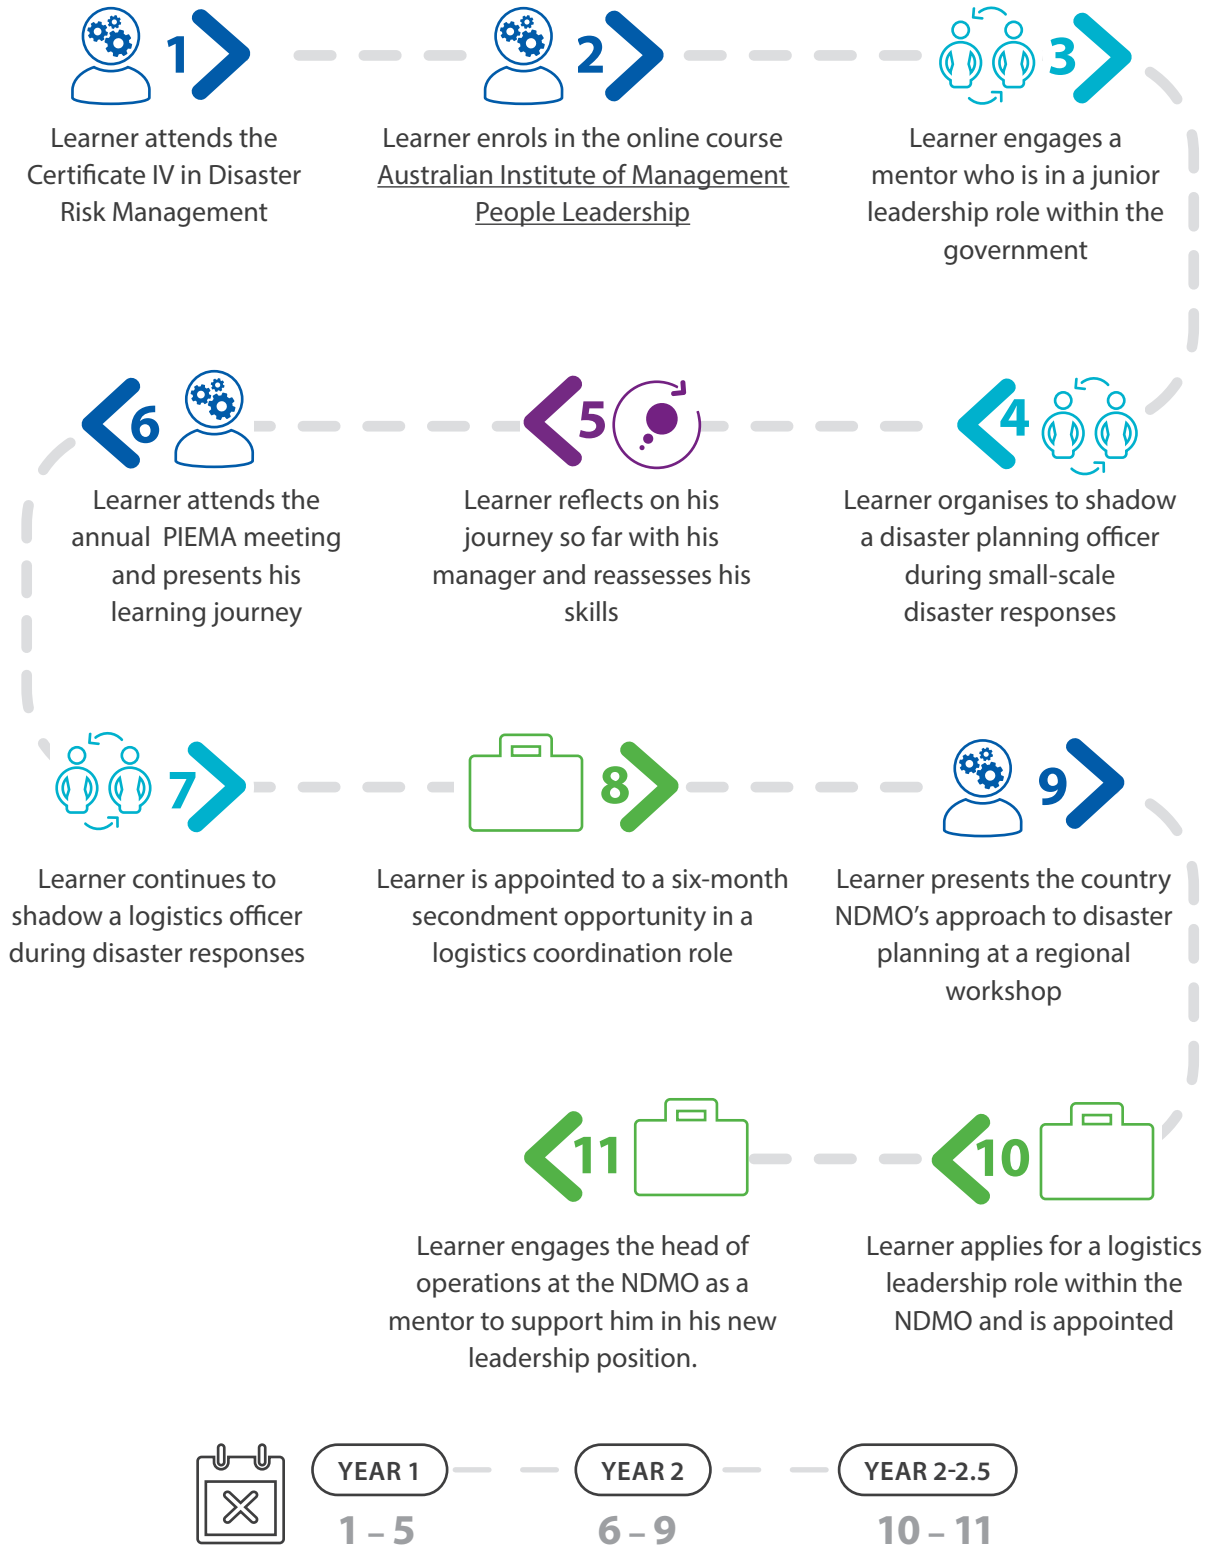 1
Learner attends the
Certificate IV in Disaster
Risk Management
2
Learner enrols in the online course
Australian Institute of Management
People Leadership
3
Learner engages a
mentor who is in a junior
leadership role within the
government
4
Learner organises to shadow
a disaster planning officer
during small-scale
disaster responses
5
Learner reflects on his
journey so far with his
manager and reassesses his
skills
6
Learner attends the
annual PIEMA meeting
and presents his
learning journey
7
Learner continues to
shadow a logistics officer
during disaster responses
8
Learner is appointed to a six-month
secondment opportunity in a
logistics coordination role
9
Learner presents the country
NDMO’s approach to disaster
planning at a regional
workshop
10
Learner applies for a logistics
leadership role within the
NDMO and is appointed
11
Learner engages the head of
operations at the NDMO as a
mentor to support him in his new
leadership position.
YEAR 1
1 – 5
YEAR 2
6 – 9
YEAR 2-2.5
10 – 11